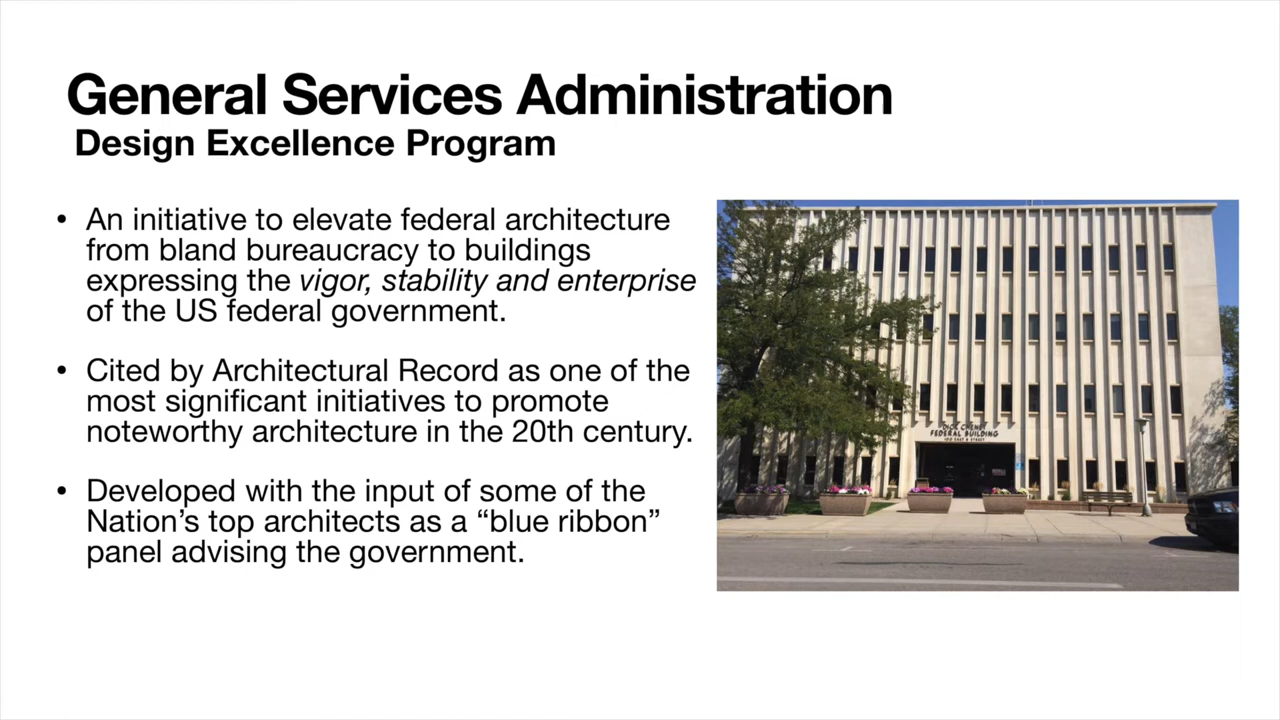 General Services Administration
Design Excellence Program
• An initiative to elevate federal architecture
from bland bureaucracy to buildings
expressing the vigor, stability and enterprise
of the US federal government.
• Cited by Architectural Record as one of the
most significant initiatives to promote
noteworthy architecture in the 20th century.
• Developed with the input of some of the
Nation’s top architects as a “blue ribbon”
panel advising the government.
DICK CHENEY
FEDERAL BUILDING
100 EAST B STREET